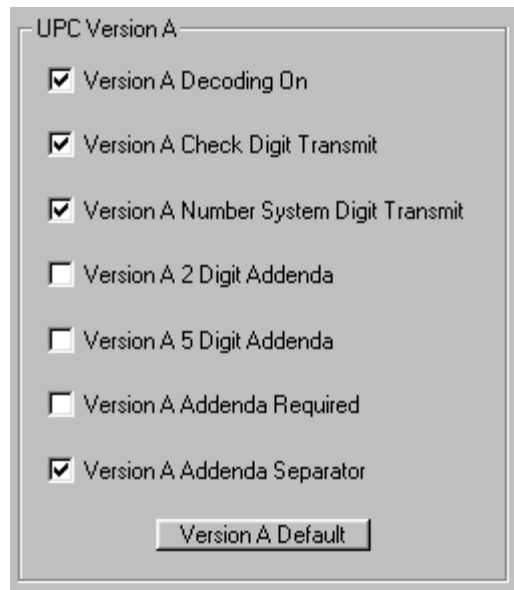 UPC Version A
Version A Decoding On
Version A Check Digit Transmit
Version A Number System Digit Transmit
Version A 2 Digit Addenda
Version A 5 Digit Addenda
Version A Addenda Required
Version A Addenda Separator
Version A Default